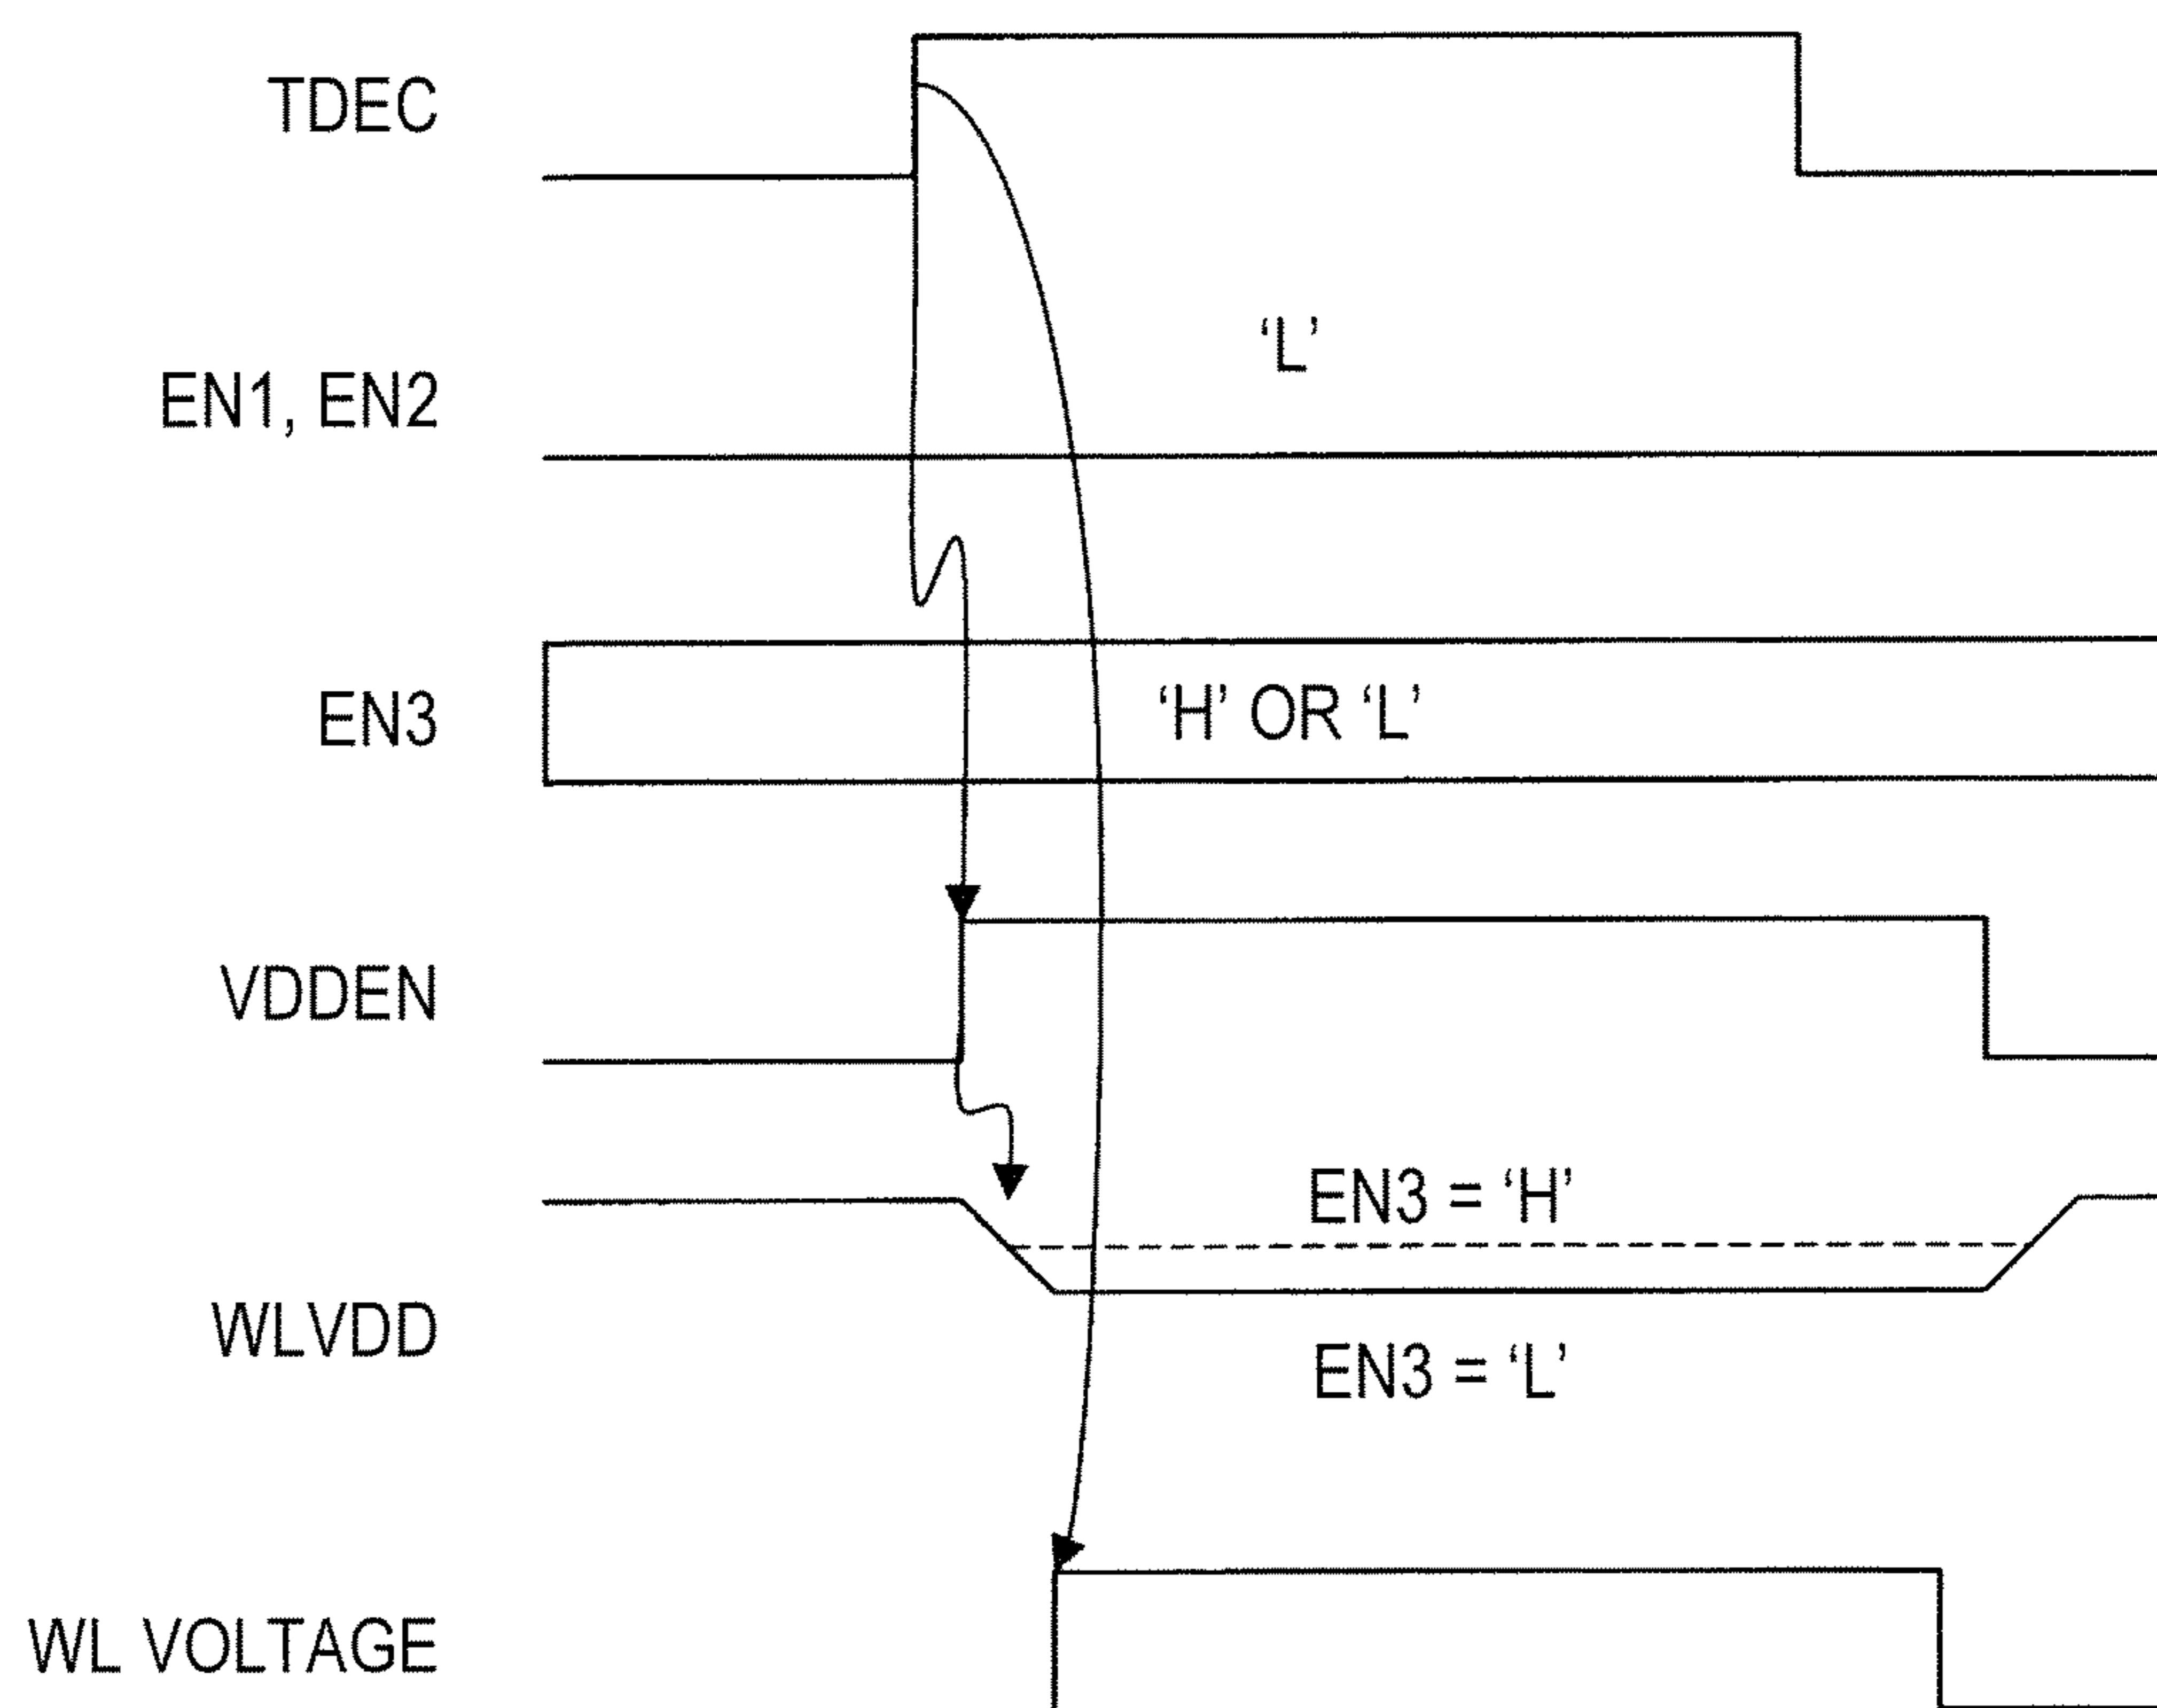 TDEC
'L'
EN1, EN2
EN3
‘H’ OR ‘L’
VDDEN
EN3 = ‘H’
WLVDD
EN3 = ‘L’
WL VOLTAGE